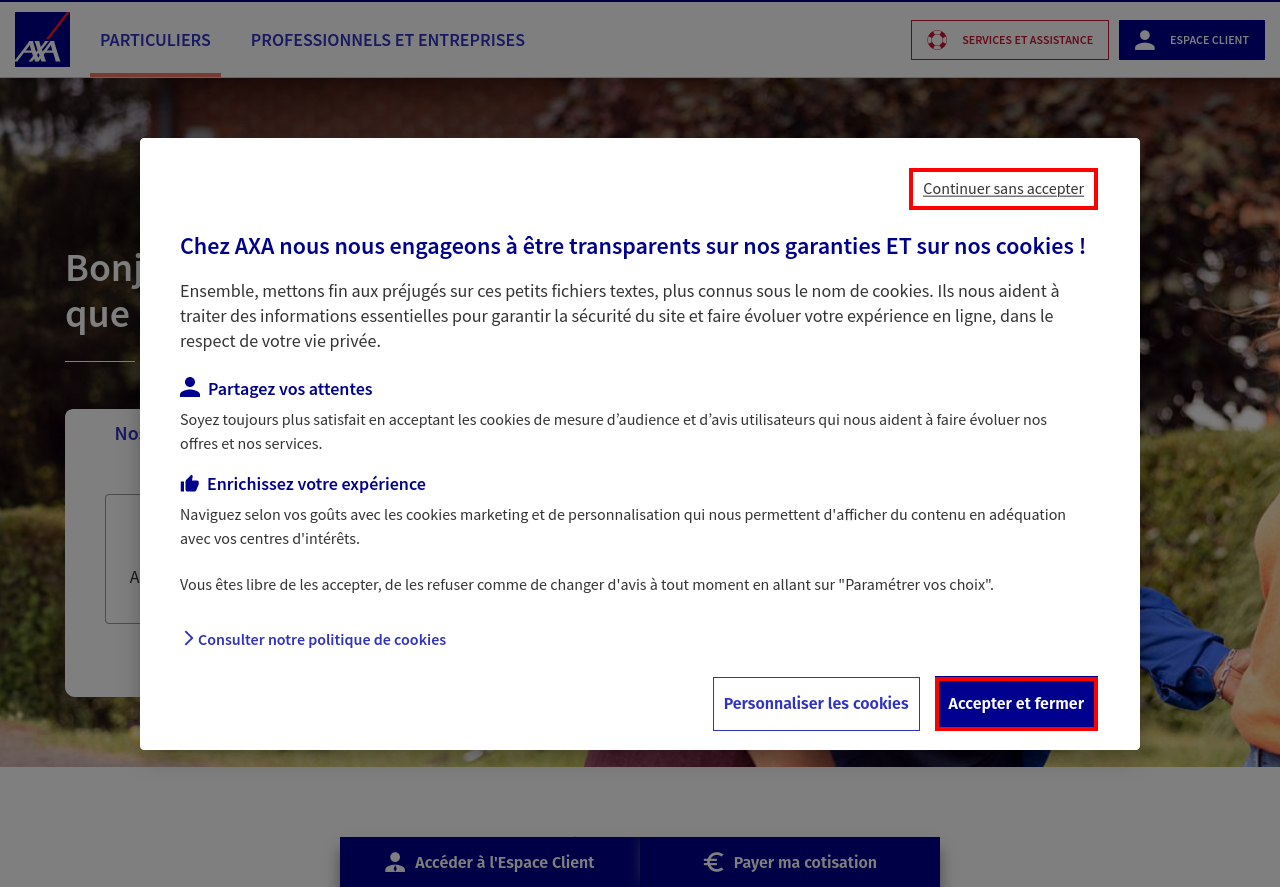 AXA
PARTICULIERS
PROFESSIONNELS ET ENTREPRISES
SERVICES ET ASSISTANCE
ESPACE CLIENT
Continuer sans accepter
Chez AXA nous nous engageons à être transparents sur nos garanties ET sur nos cookies !
Bonj
que
Ensemble, mettons fin aux préjugés sur ces petits fichiers textes, plus connus sous le nom de cookies. Ils nous aident à
traiter des informations essentielles pour garantir la sécurité du site et faire évoluer votre expérience en ligne, dans le
respect de votre vie privée.
Partagez vos attentes
Soyez toujours plus satisfait en acceptant les cookies de mesure d’audience et d’avis utilisateurs qui nous aident à faire évoluer nos
offres et nos services.
Nos
Enrichissez votre expérience
Naviguez selon vos goûts avec les cookies marketing et de personnalisation qui nous permettent d'afficher du contenu en adéquation
avec vos centres d'intérêts.
A
Vous êtes libre de les accepter, de les refuser comme de changer d'avis à tout moment en allant sur "Paramétrer vos choix".
Consulter notre politique de cookies
Personnaliser les cookies
Accepter et fermer
Accéder à l'Espace Client
Payer ma cotisation